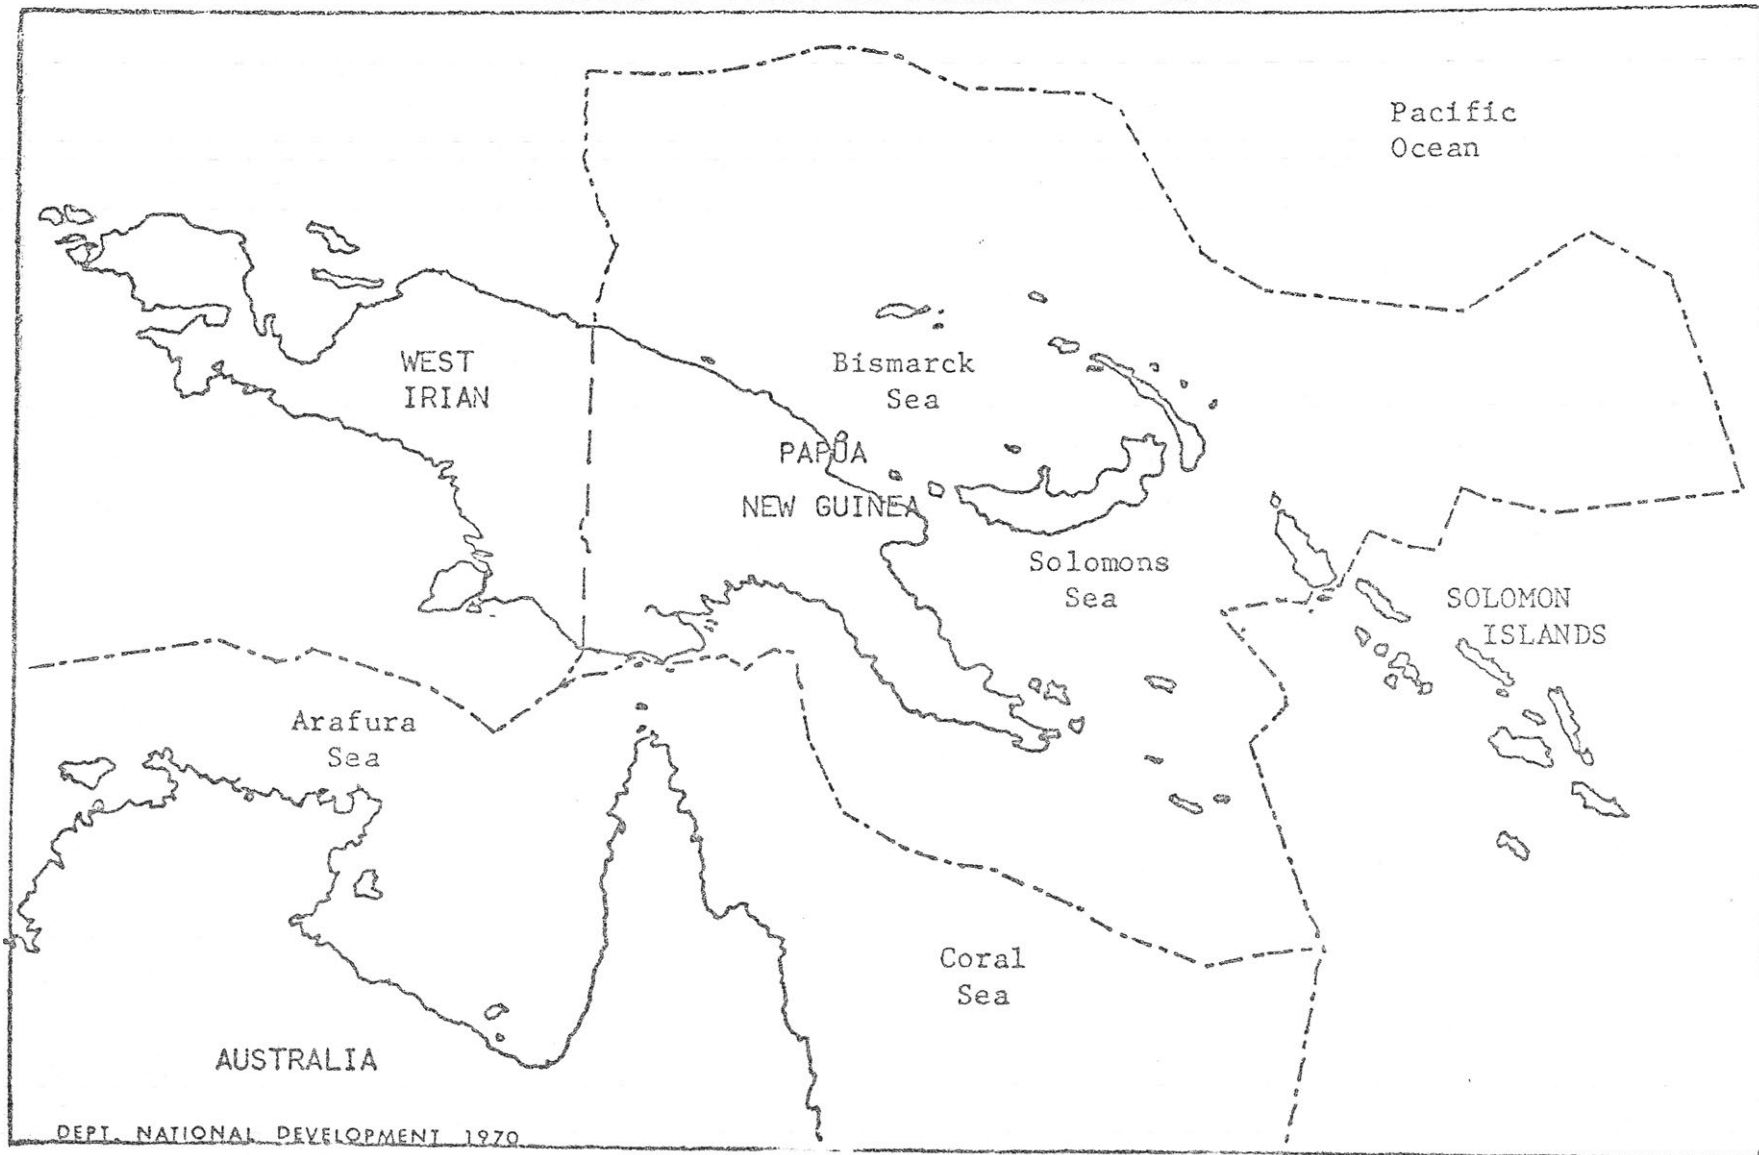 Pacific
Ocean
WEST
IRIAN
Bismarck
Sea
PAPUA
NEW GUINEA
Solomons
Sea
SOLOMON
ISLANDS
Arafura
Sea
Coral
Sea
AUSTRALIA
DEPT. NATIONAL DEVELOPMENT 1970